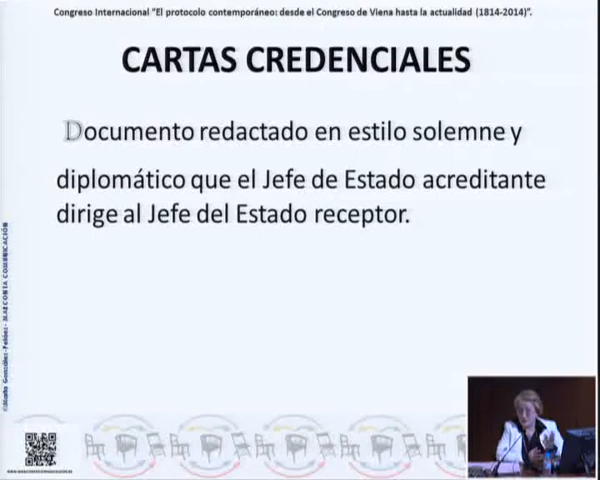 Congreso Internacional "El protocolo contemporáneo: desde el Congreso de Viena hasta la actualidad (1814-2014)".
CARTAS CREDENCIALES
Documento redactado en estilo solemne y
diplomático que el Jefe de Estado acreditante
dirige al Jefe del Estado receptor.